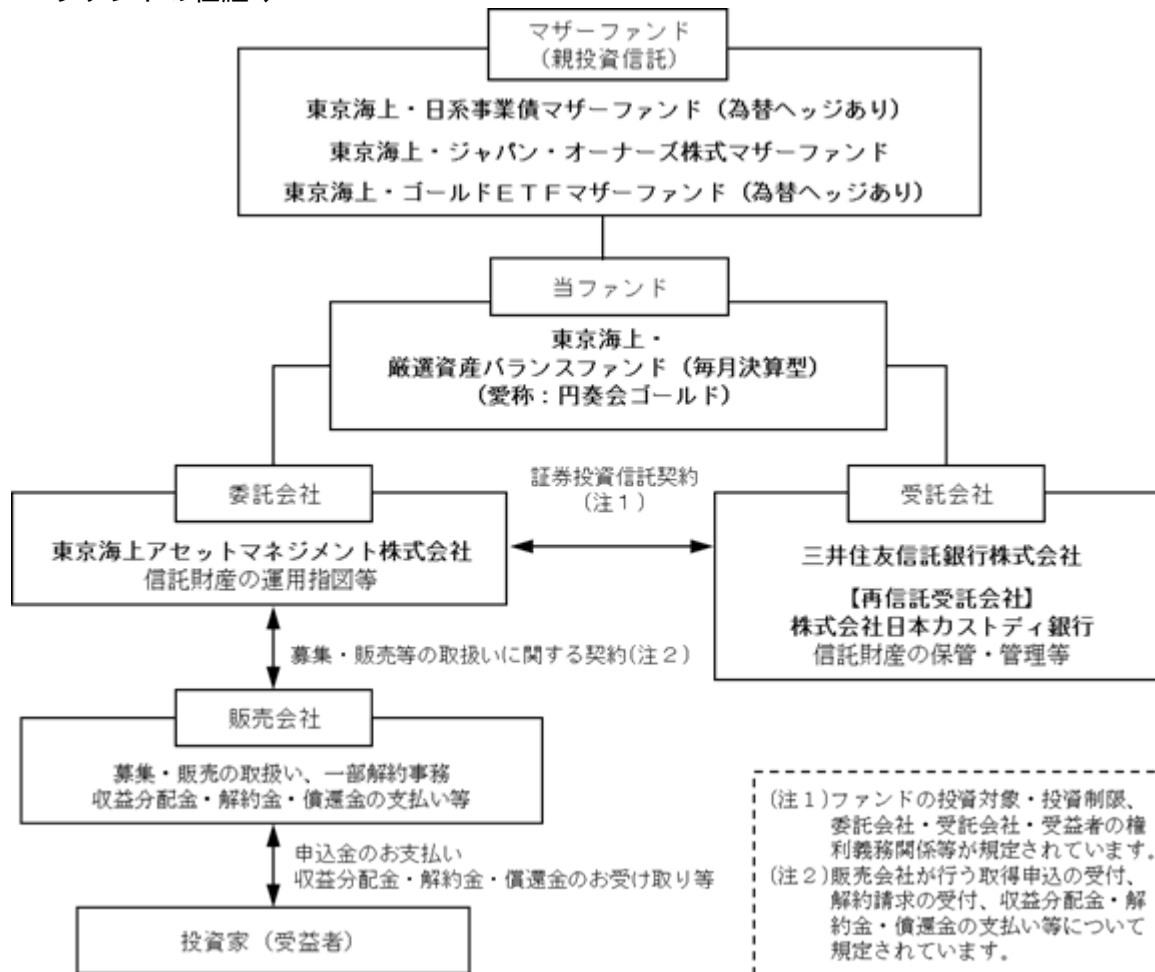 マザーファンド
(親投資信託)
東京海上・日系事業債マザーファンド（為替ヘッジあり）
東京海上・ジャパン・オーナーズ株式マザーファンド
東京海上・ゴールドＥＴＦマザーファンド（為替ヘッジあり）
当ファンド
東京海上・
厳選資産バランスファンド（毎月決算型）
（愛称：円奏会ゴールド）
委託会社
東京海上アセットマネジメント株式会社
信託財産の運用指図等
証券投資信託契約
(注１)
受託会社
三井住友信託銀行株式会社
【再信託受託会社】
株式会社日本カストディ銀行
信託財産の保管・管理等
募集・販売等の取扱いに関する契約(注２)
販売会社
募集・販売の取扱い、一部解約事務
収益分配金・解約金・償還金の支払い等
申込金のお支払い
収益分配金・解約金・償還金のお受け取り等
投資家（受益者）
(注１)ファンドの投資対象・投資制限、
委託会社・受託会社・受益者の権
利義務関係等が規定されています。
(注２)販売会社が行う取得申込の受付、
解約請求の受付、収益分配金・解
約金・償還金の支払い等について
規定されています。